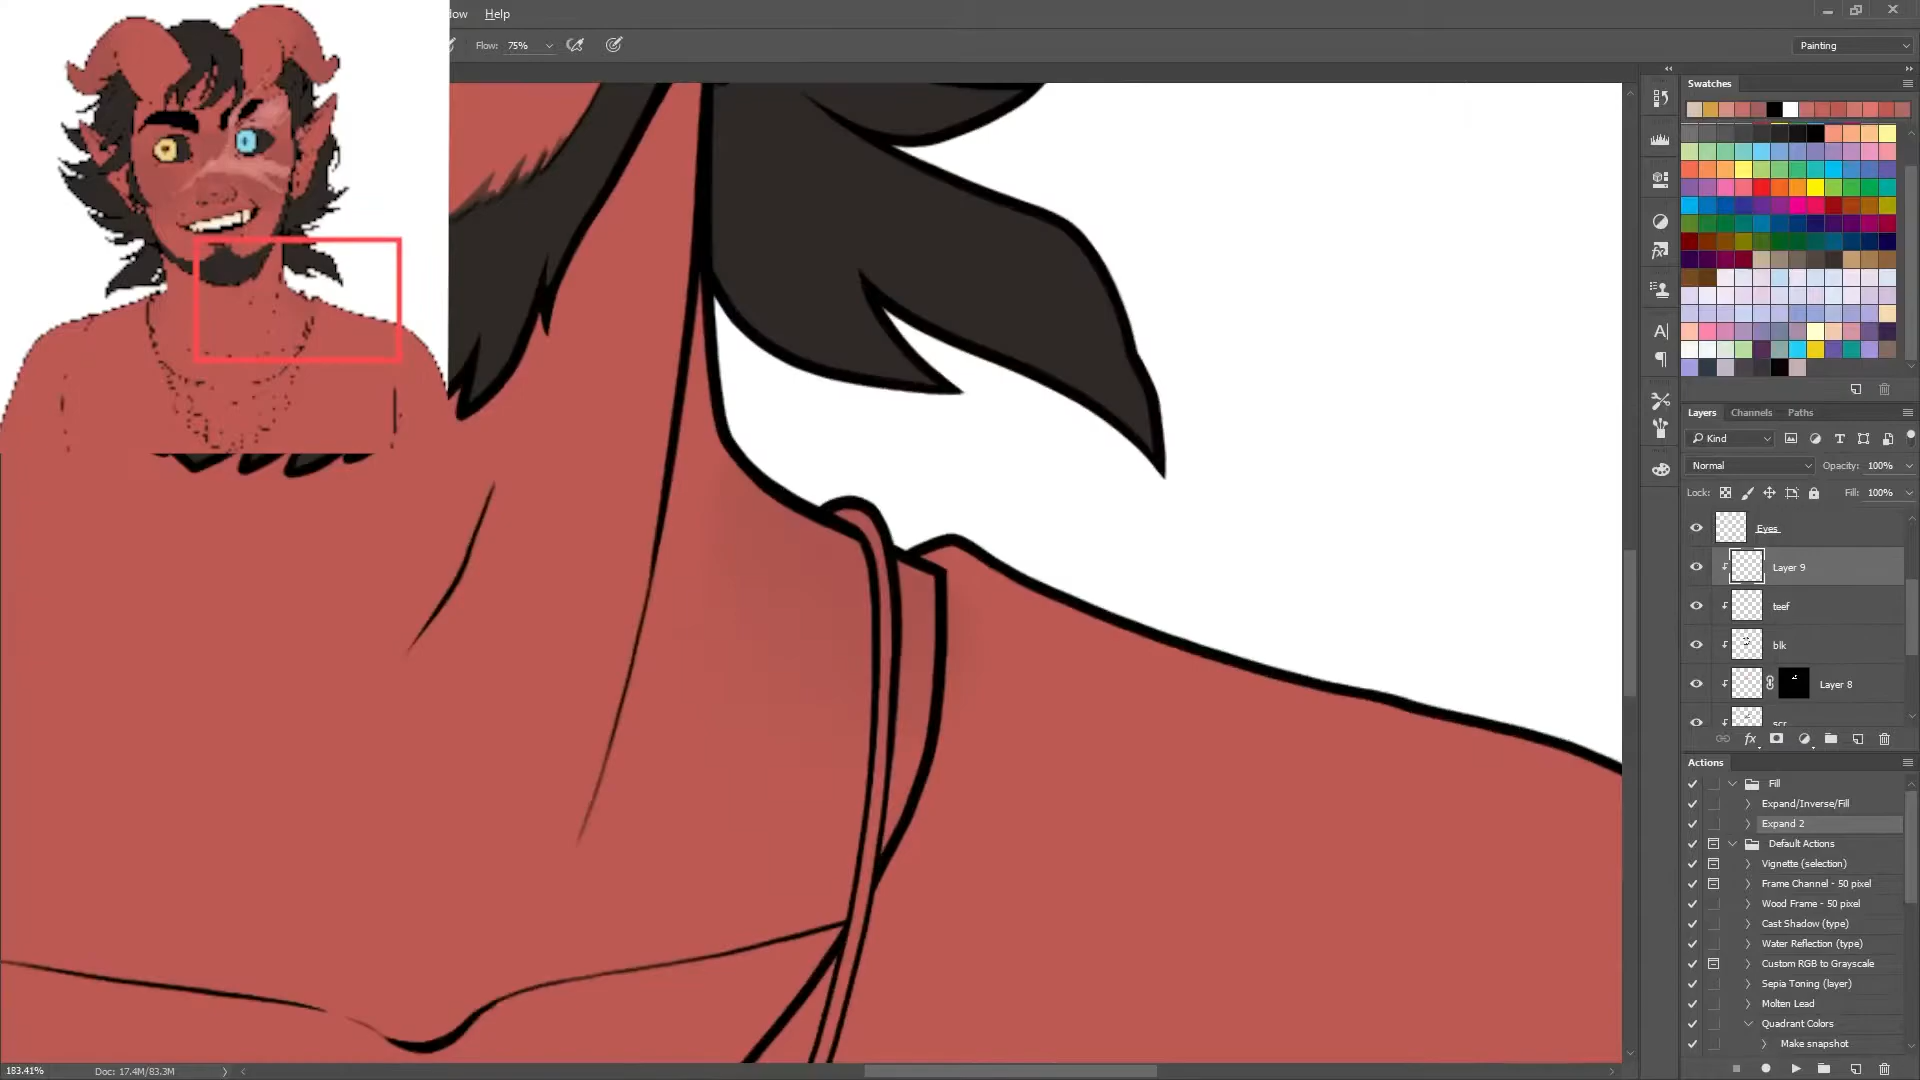 Help
Flow: 75%
Painting
Swatches
Layers Channels Paths
Kind
Normal Opacity: 100%
Lock: Fill: 100%
Eyes
Layer 9
teef
blk
Layer 8
scr
Actions
Fill
Expand/Inverse/Fill
Expand 2
Default Actions
Vignette (selection)
Frame Channel - 50 pixel
Wood Frame - 50 pixel
Cast Shadow (type)
Water Reflection (type)
Custom RGB to Grayscale
Sepia Toning (layer)
Molten Lead
Quadrant Colors
Make snapshot
183.41% Doc: 17.4M/83.3M